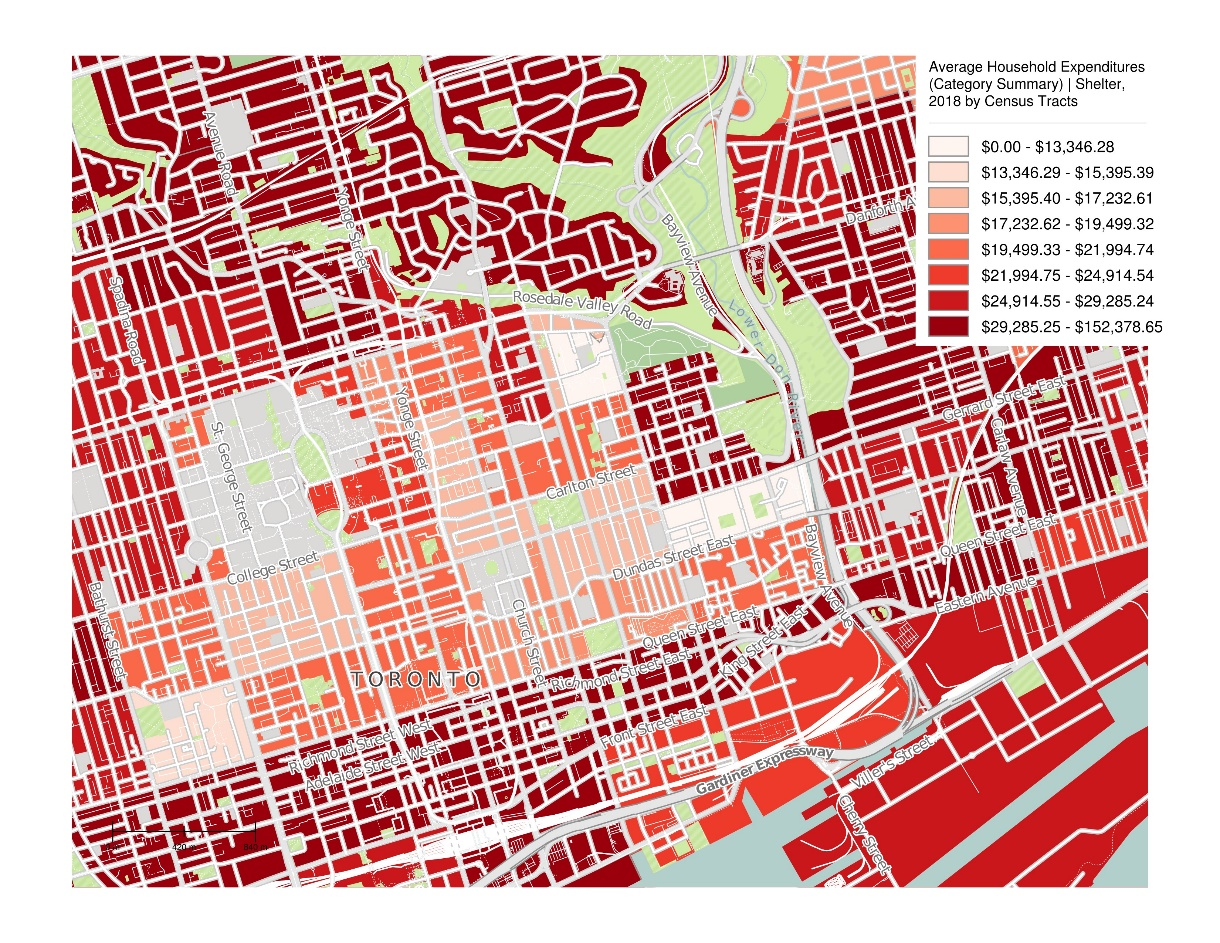 Average Household Expenditures
(Category Summary) | Shelter,
2018 by Census Tracts
$0.00 - $13,346.28
$13,346.29 - $15,395.39
$15,395.40 - $17,232.61
$17,232.62 - $19,499.32
$19,499.33 - $21,994.74
$21,994.75 - $24,914.54
$24,914.55 - $29,285.24
$29,285.25 - $152,378.65
Avenue Road
Yonge Street
Bayview Avenue
Danforth A
Spadina Road
Rosedale Valley Road
Lower Don
Yonge Street
Gerrard Street East
St. George Street
Carlaw Avenue
Carlton Street
Queen Street East
College Street
Dundas Street East
Bayview Avenue
Bathurst Street
Eastern Avenue
Church Street
Queen Street East
King Street East
TORONTO
Richmond Street East
Richmond Street West
Front Street East
Adelaide Street West
Gardiner Expressway
Villier's Street
Cherry Street
420 m
840 m